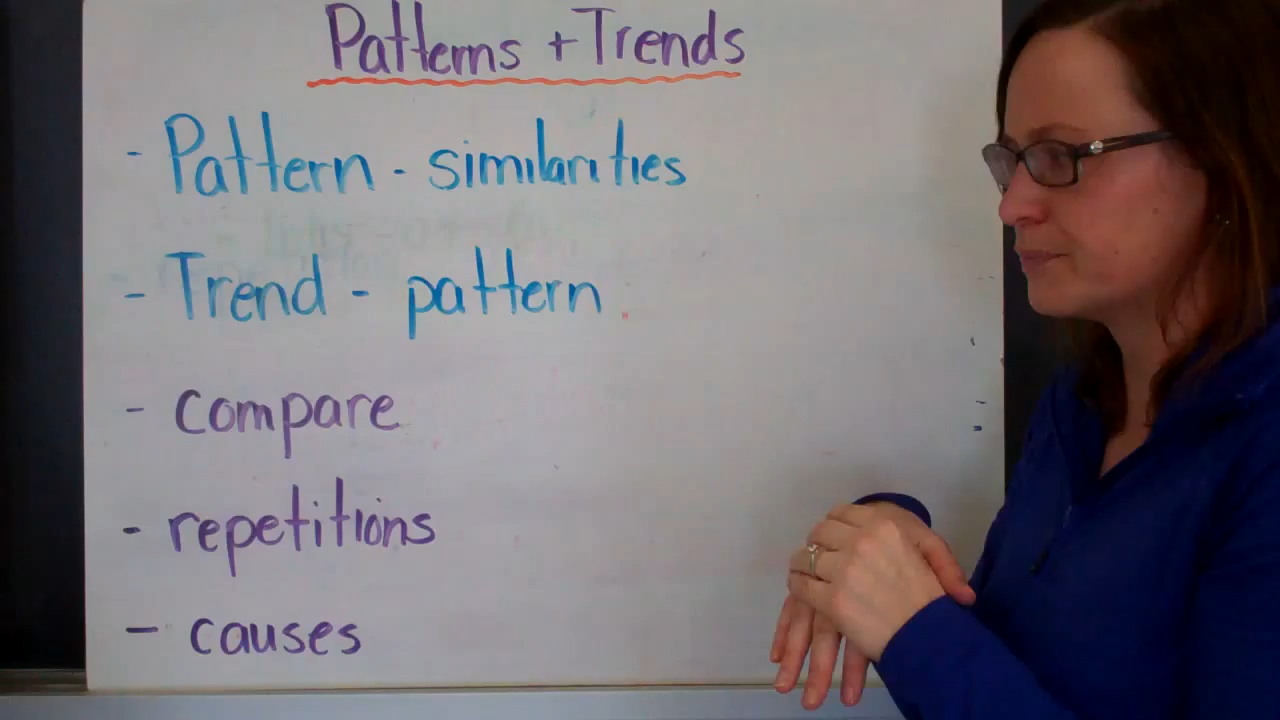 Patterns + Trends
- Pattern - similarities
- Trend - pattern
- compare
- repetitions
- causes